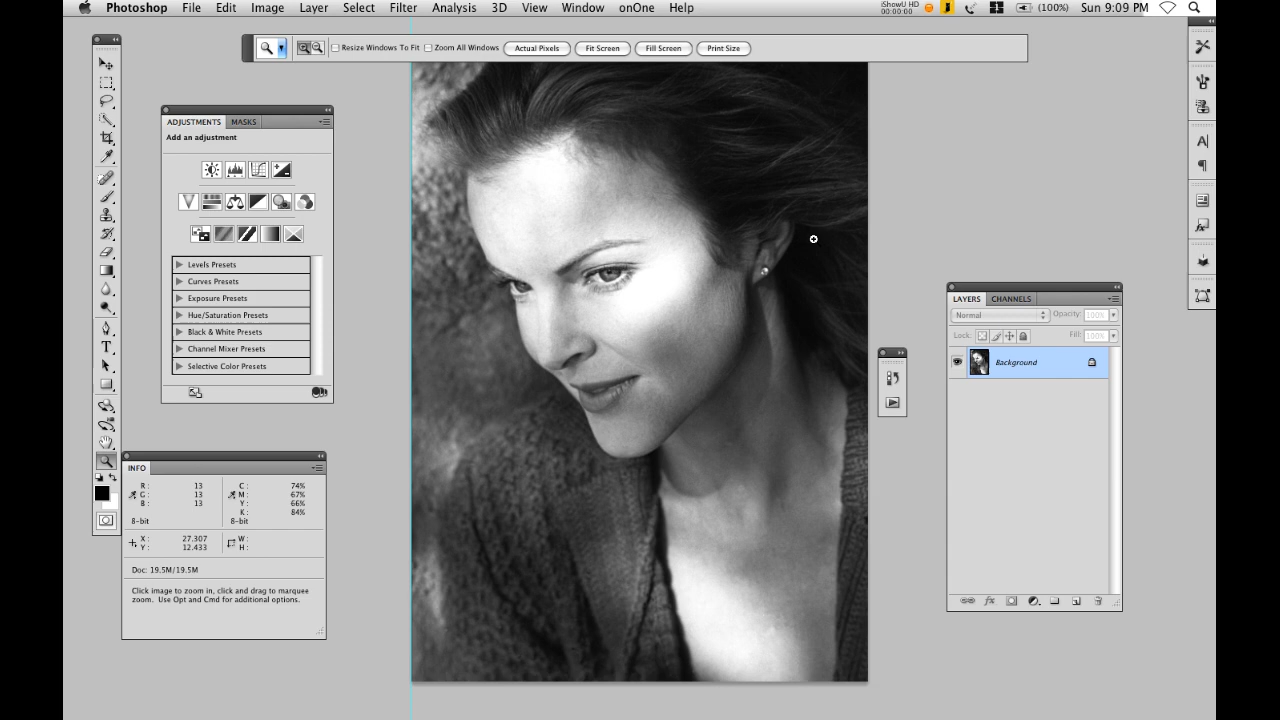 Photoshop File Edit Image Layer Select Filter Analysis 3D View Window onOne Help
iShowU HD
00:00:00
(100%) Sun 9:09 PM
Resize Windows To Fit Zoom All Windows Actual Pixels Fit Screen Fill Screen Print Size
ADJUSTMENTS MASKS
Add an adjustment
Levels Presets
Curves Presets
Exposure Presets
Hue/Saturation Presets
Black & White Presets
Channel Mixer Presets
Selective Color Presets
INFO
R: 13 C: 74%
G: 13 M: 67%
B: 13 Y: 66%
K: 84%
8-bit 8-bit
X: 27.307 W:
Y: 12.433 H:
Doc: 19.5M/19.5M
Click image to zoom in, click and drag to marquee
zoom. Use Opt and Cmd for additional options.
LAYERS CHANNELS
Normal Opacity: 100%
Lock: Fill: 100%
Background